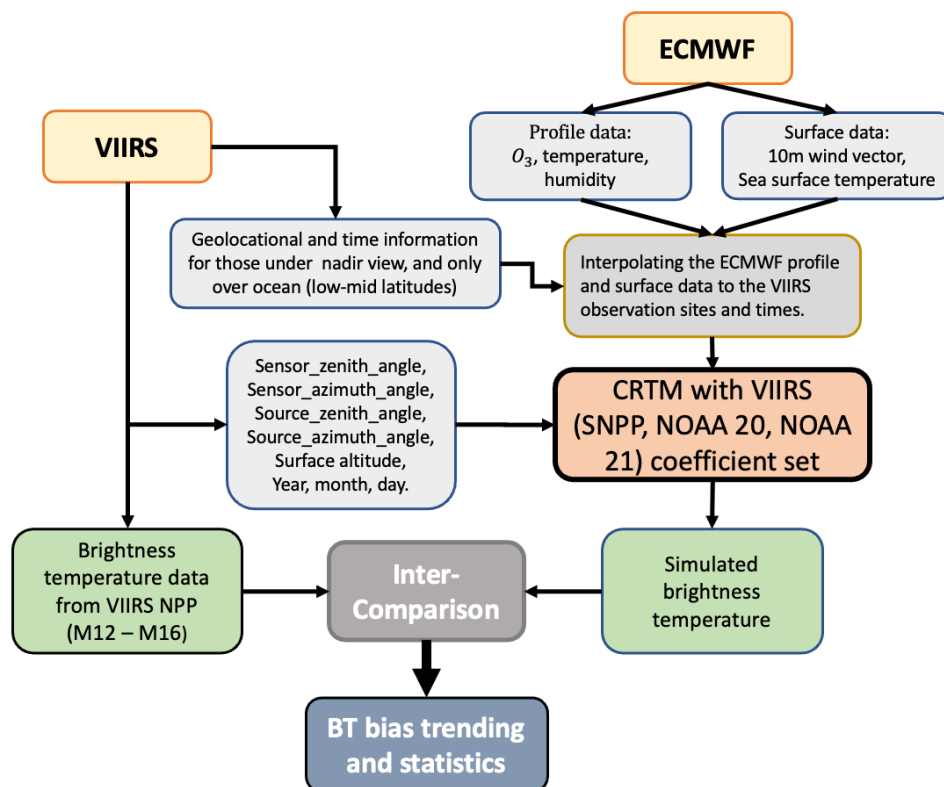 ECMWF
VIIRS
Profile data:
O₃, temperature,
humidity
Surface data:
10m wind vector,
Sea surface temperature
Geolocational and time information
for those under nadir view, and only
over ocean (low-mid latitudes)
Interpolating the ECMWF profile
and surface data to the VIIRS
observation sites and times.
Sensor_zenith_angle,
Sensor_azimuth_angle,
Source_zenith_angle,
Source_azimuth_angle,
Surface altitude,
Year, month, day.
CRTM with VIIRS
(SNPP, NOAA 20, NOAA
21) coefficient set
Brightness
temperature data
from VIIRS NPP
(M12 – M16)
Inter-
Comparison
Simulated
brightness
temperature
BT bias trending
and statistics